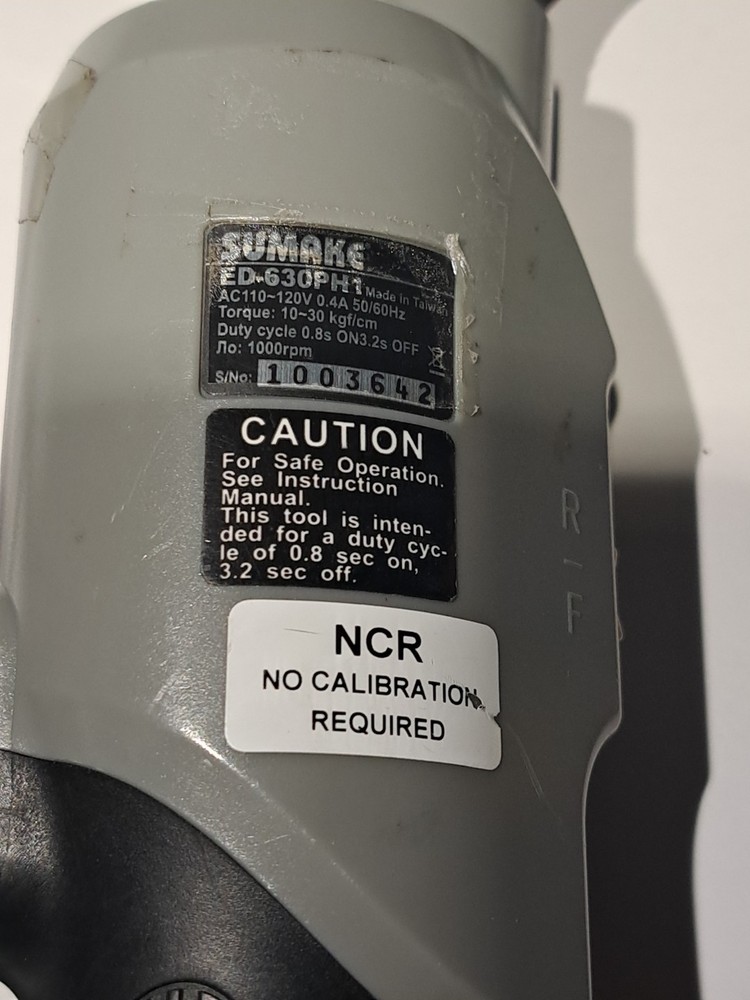 SUMAKE
ED-630PH1 Made in Taiwan
AC110~120V 0.4A 50/60Hz
Torque: 10~30 kgf/cm
Duty cycle 0.8s ON3.2s OFF
no: 1000rpm
S/No: 1003642
CAUTION
For Safe Operation.
See Instruction
Manual.
This tool is inten-
ded for a duty cyc-
le of 0.8 sec on,
3.2 sec off.
R - F
NCR
NO CALIBRATION
REQUIRED